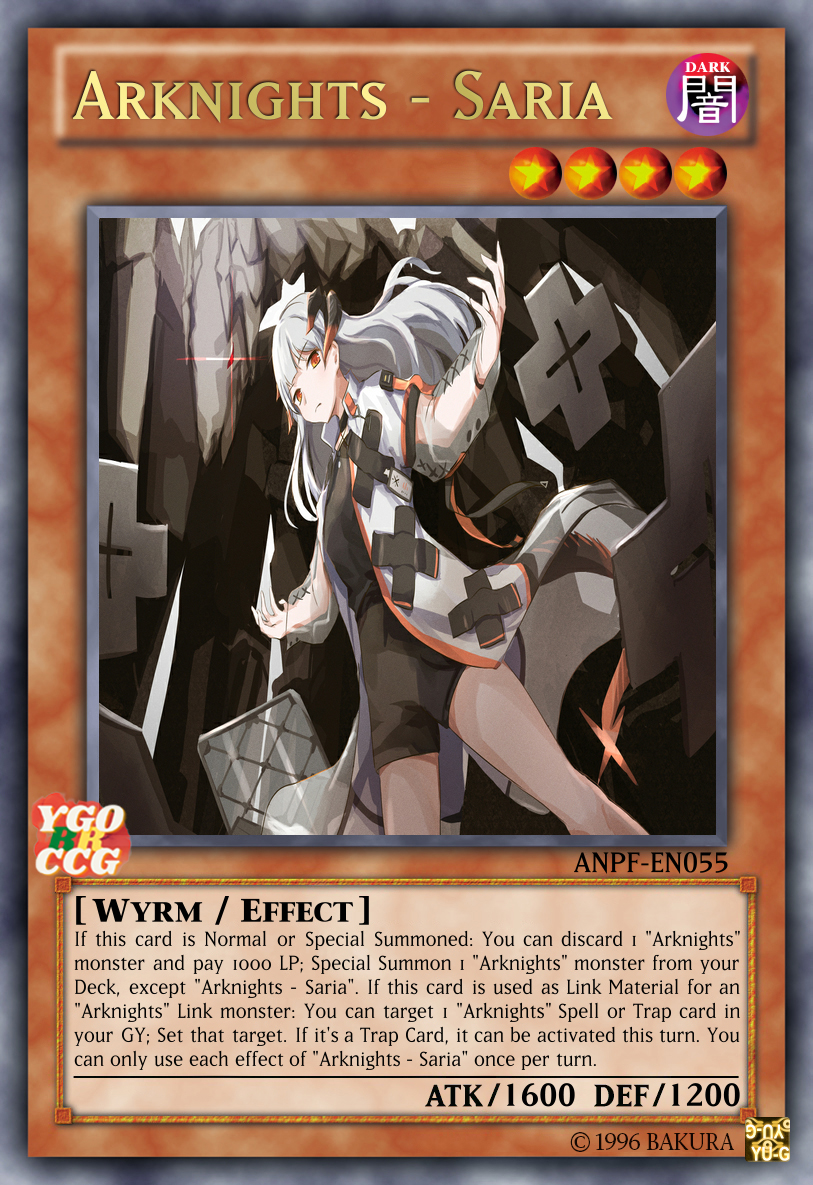 ARKNIGHTS - SARIA
DARK
闇
YGO
CCG
ANPF-EN055
[ WYRM / EFFECT ]
If this card is Normal or Special Summoned: You can discard 1 "Arknights"
monster and pay 1000 LP; Special Summon 1 "Arknights" monster from your
Deck, except "Arknights - Saria". If this card is used as Link Material for an
"Arknights" Link monster: You can target 1 "Arknights" Spell or Trap card in
your GY; Set that target. If it's a Trap Card, it can be activated this turn. You
can only use each effect of "Arknights - Saria" once per turn.
ATK/1600 DEF/1200
© 1996 BAKURA